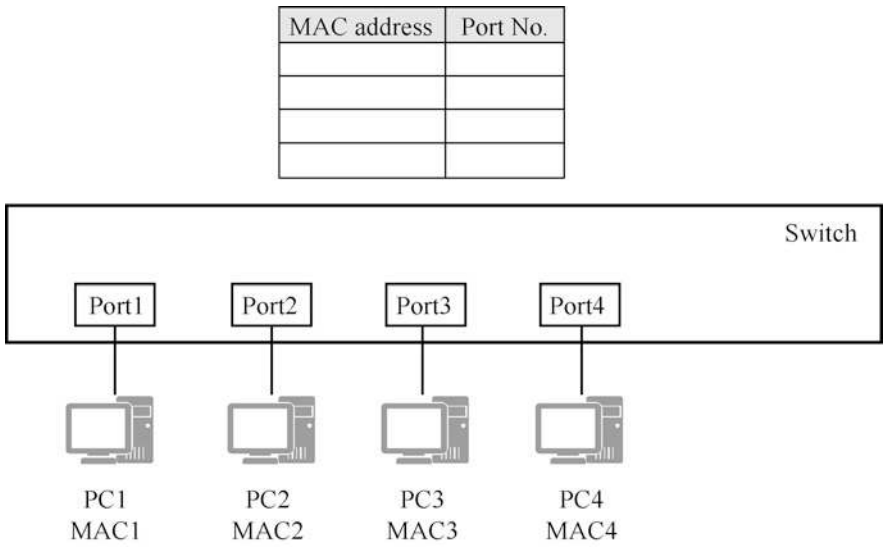 MAC address Port No.
Switch
Port1 Port2 Port3 Port4
PC1 PC2 PC3 PC4
MAC1 MAC2 MAC3 MAC4